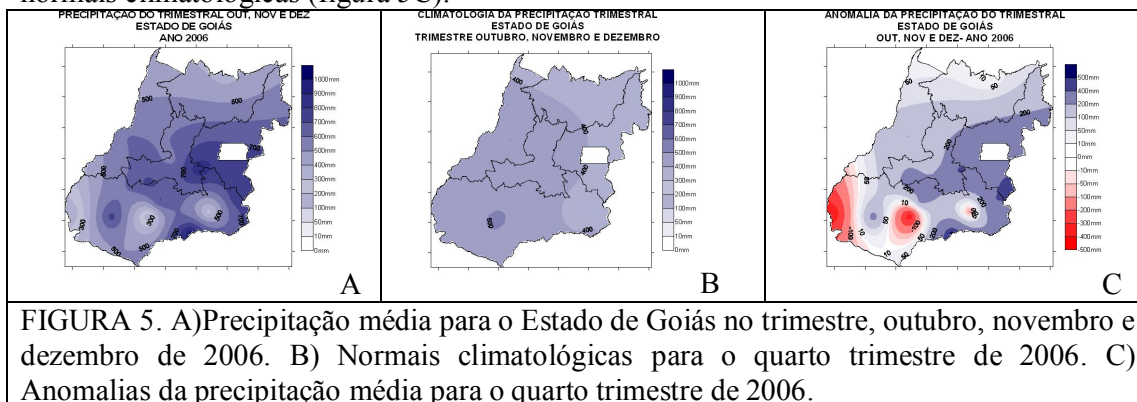 normais climatológicas (figura 5C).
PRECIPITAÇÃO DO TRIMESTRAL OUT, NOV E DEZ
ESTADO DE GOIÁS
ANO 2006
1000mm
900mm
800mm
700mm
600mm
500mm
400mm
300mm
200mm
100mm
50mm
10mm
0mm
A
CLIMATOLOGIA DA PRECIPITAÇÃO TRIMESTRAL
ESTADO DE GOIÁS
TRIMESTRE OUTUBRO, NOVEMBRO E DEZEMBRO
1000mm
900mm
800mm
700mm
600mm
500mm
400mm
300mm
200mm
100mm
50mm
10mm
0mm
B
ANOMALIA DA PRECIPITAÇÃO DO TRIMESTRAL
ESTADO DE GOIÁS
OUT, NOV E DEZ- ANO 2006
500mm
400mm
200mm
100mm
50mm
10mm
0mm
-10mm
-50mm
-100mm
-200mm
-300mm
-400mm
-500mm
C
FIGURA 5. A)Precipitação média para o Estado de Goiás no trimestre, outubro, novembro e
dezembro de 2006. B) Normais climatológicas para o quarto trimestre de 2006. C)
Anomalias da precipitação média para o quarto trimestre de 2006.